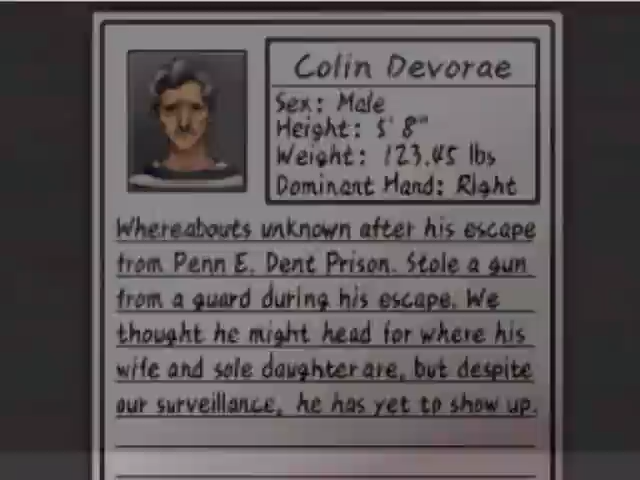 Colin Devorae
Sex: Male
Height: 5' 8"
Weight: 123.45 lbs
Dominant Hand: Right
Whereabouts unknown after his escape
from Penn E. Dent Prison. Stole a gun
from a guard during his escape. We
thought he might head for where his
wife and sole daughter are, but despite
our surveillance, he has yet to show up.